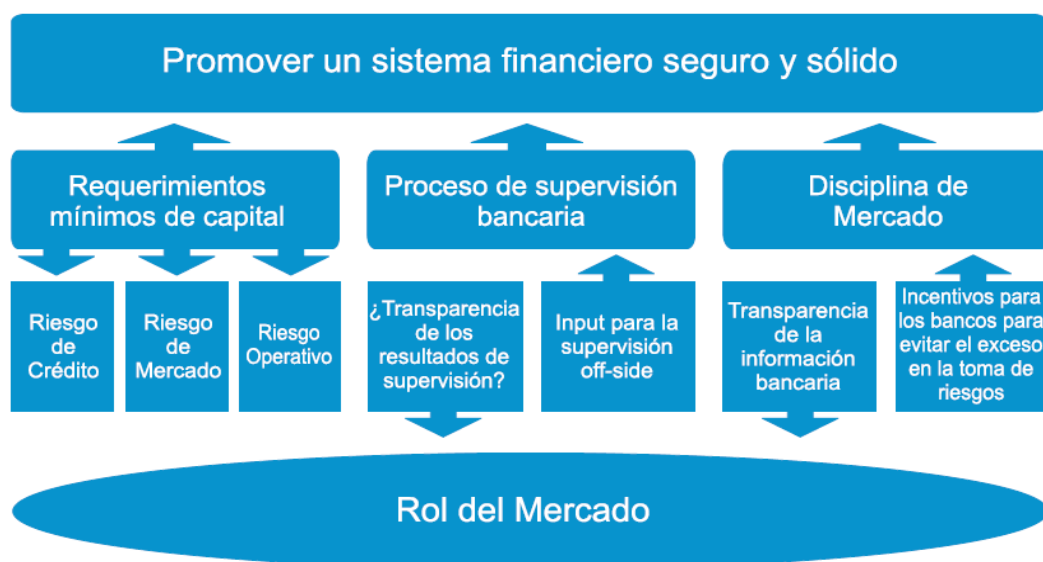 Promover un sistema financiero seguro y sólido
Requerimientos
mínimos de capital
Proceso de supervisión
bancaria
Disciplina de
Mercado
Riesgo
de
Crédito
Riesgo
de
Mercado
Riesgo
Operativo
¿Transparencia
de los
resultados de
supervisión?
Input para la
supervisión
off-side
Transparencia
de la
información
bancaria
Incentivos para
los bancos para
evitar el exceso
en la toma de
riesgos
Rol del Mercado